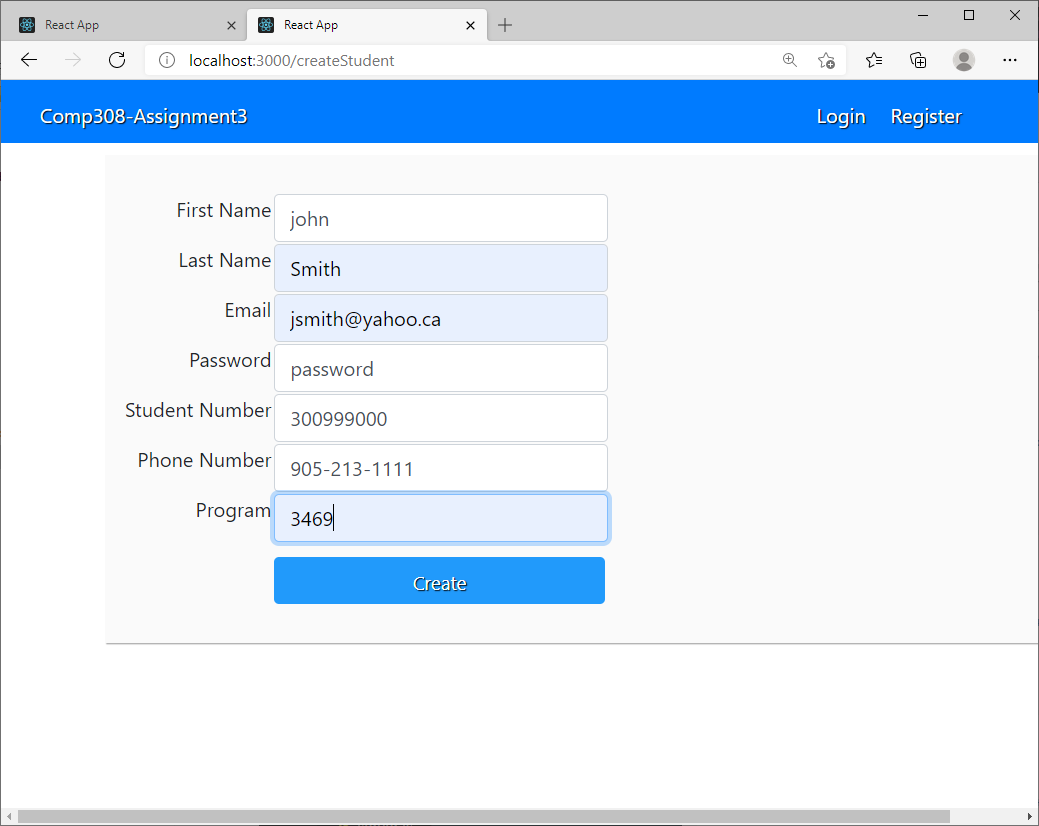 React App
React App
localhost:3000/createStudent
Comp308-Assignment3 Login Register
First Name john
Last Name Smith
Email jsmith@yahoo.ca
Password password
Student Number 300999000
Phone Number 905-213-1111
Program 3469
Create